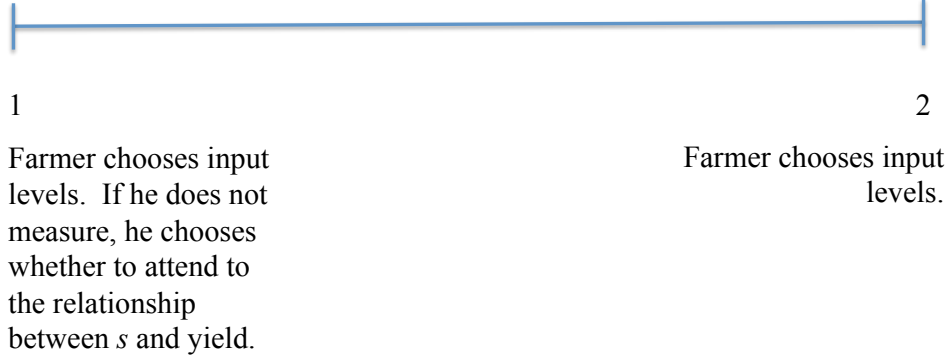 1
2
Farmer chooses input
levels. If he does not
measure, he chooses
whether to attend to
the relationship
between s and yield.
Farmer chooses input
levels.